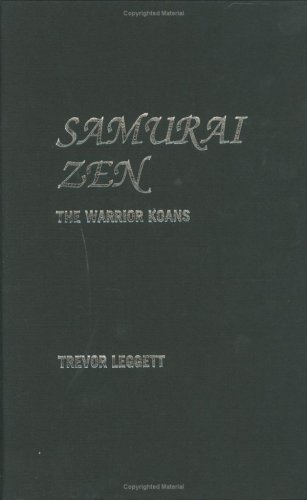 Copyrighted Material
SAMURAI
ZEN
THE WARRIOR KOANS
TREVOR LEGGETT
Copyrighted Material